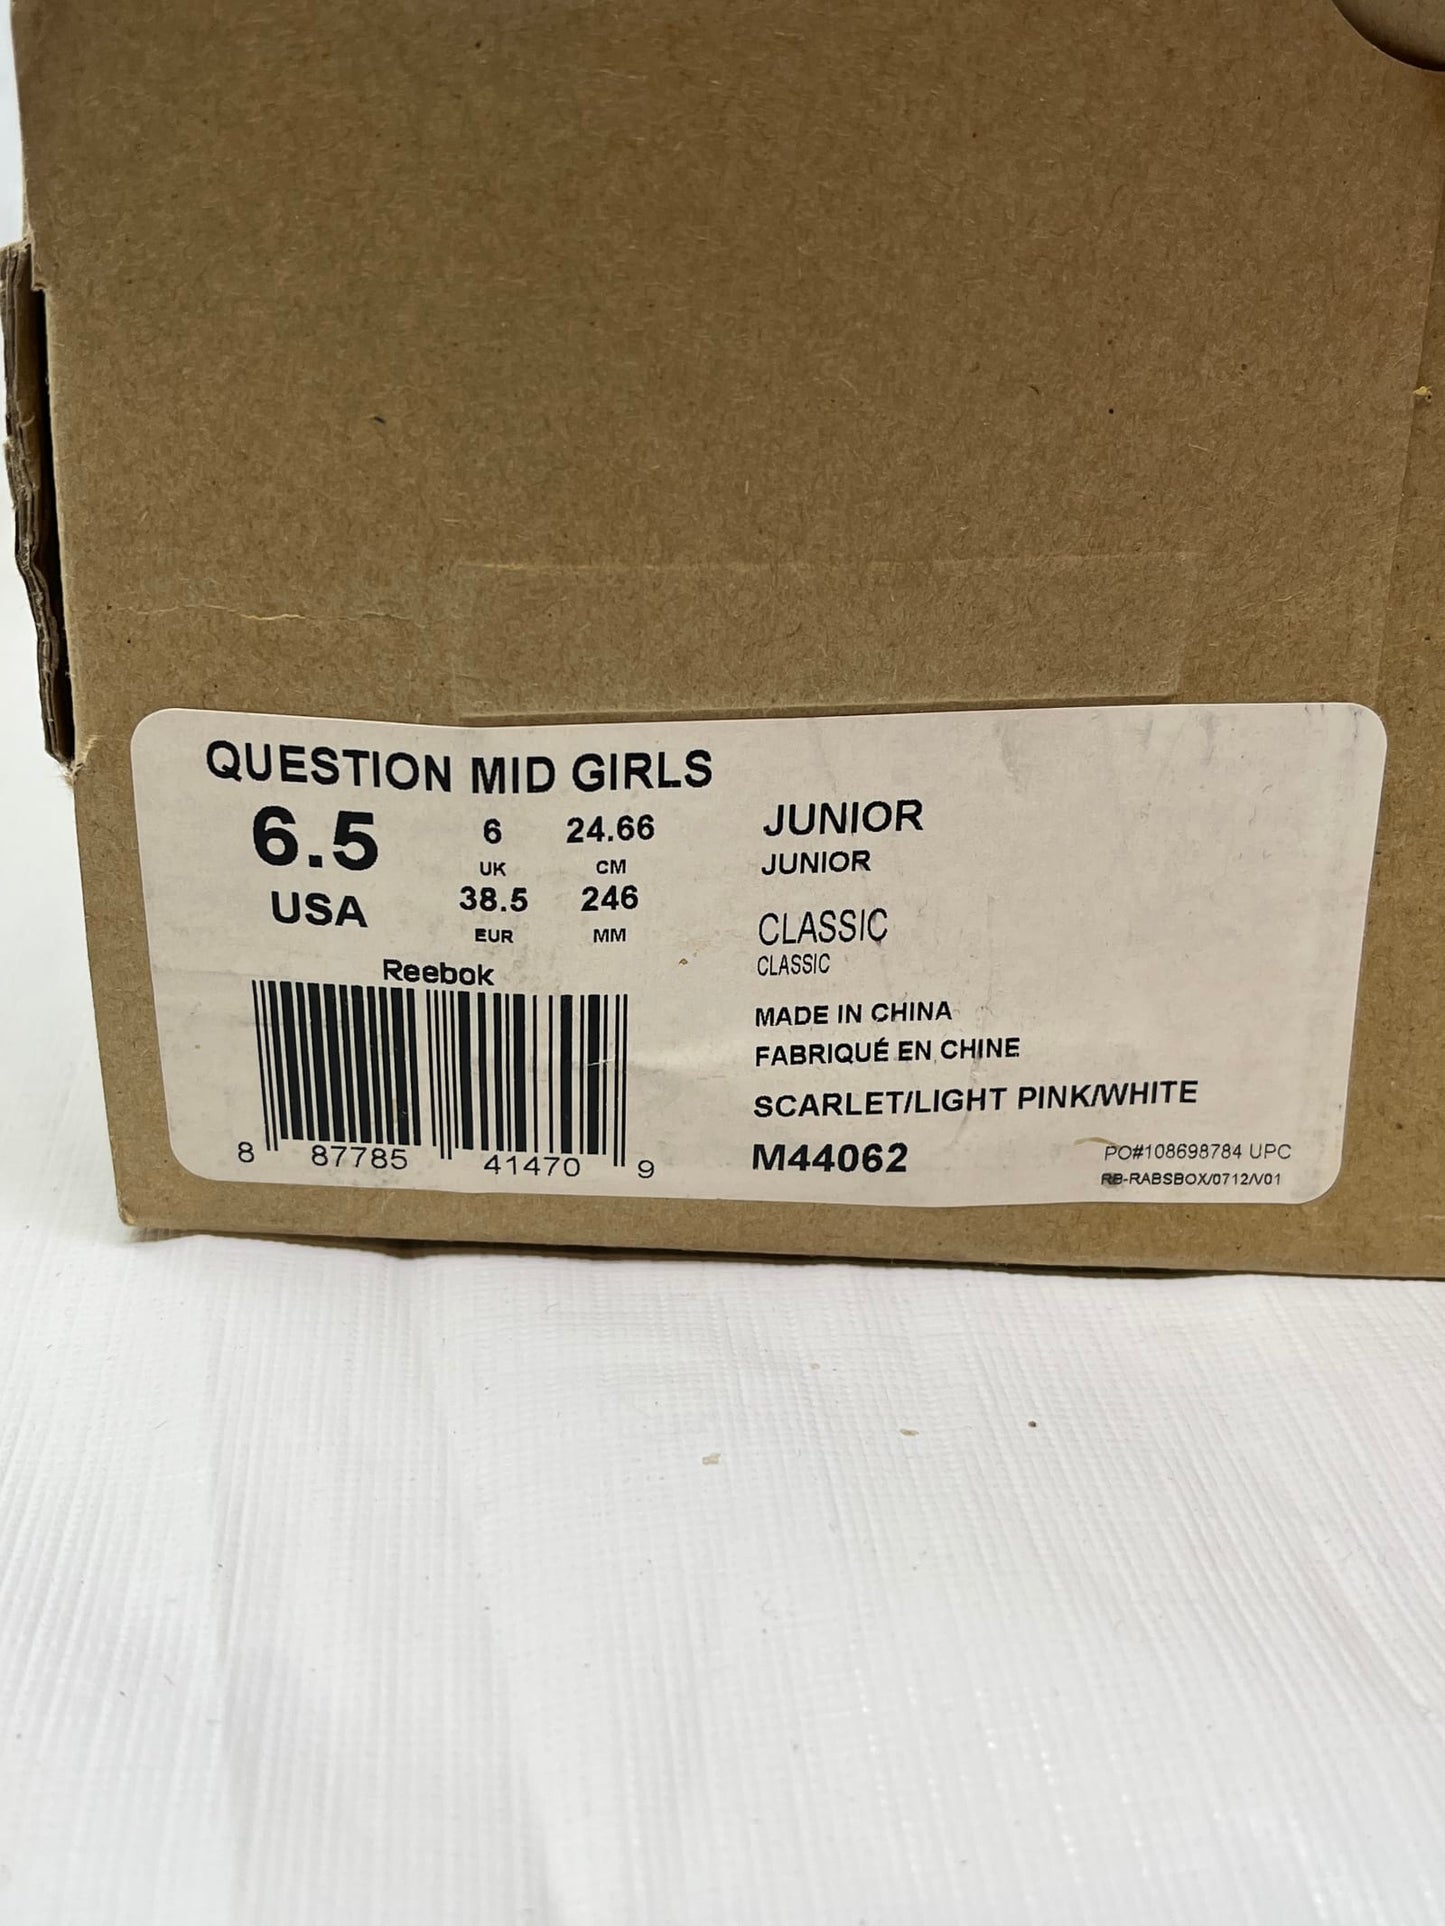 QUESTION MID GIRLS
6.5 6 24.66
UK CM
USA 38.5 246
EUR MM
Reebok
8 87785 41470 9
JUNIOR
JUNIOR
CLASSIC
CLASSIC
MADE IN CHINA
FABRIQUÉ EN CHINE
SCARLET/LIGHT PINK/WHITE
M44062
PO#108698784 UPC
RB-RABSBOX/0712/V01